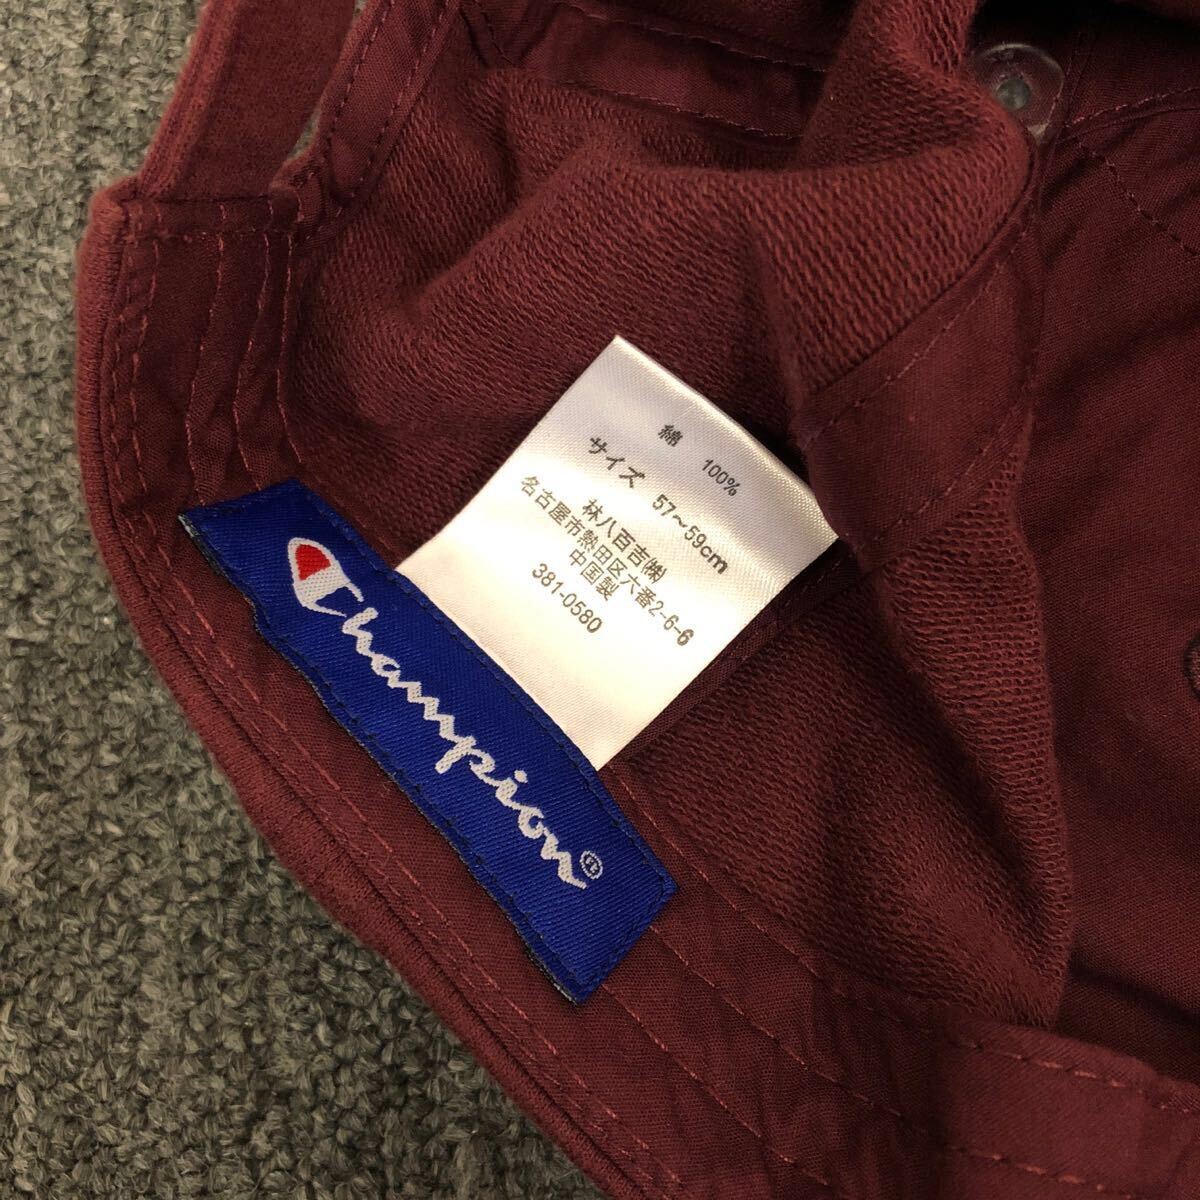 綿 100%
サイズ 57〜59cm
林八百吉㈱
名古屋市熱田区六番2-6-6
中国製
381-0580
Champion®